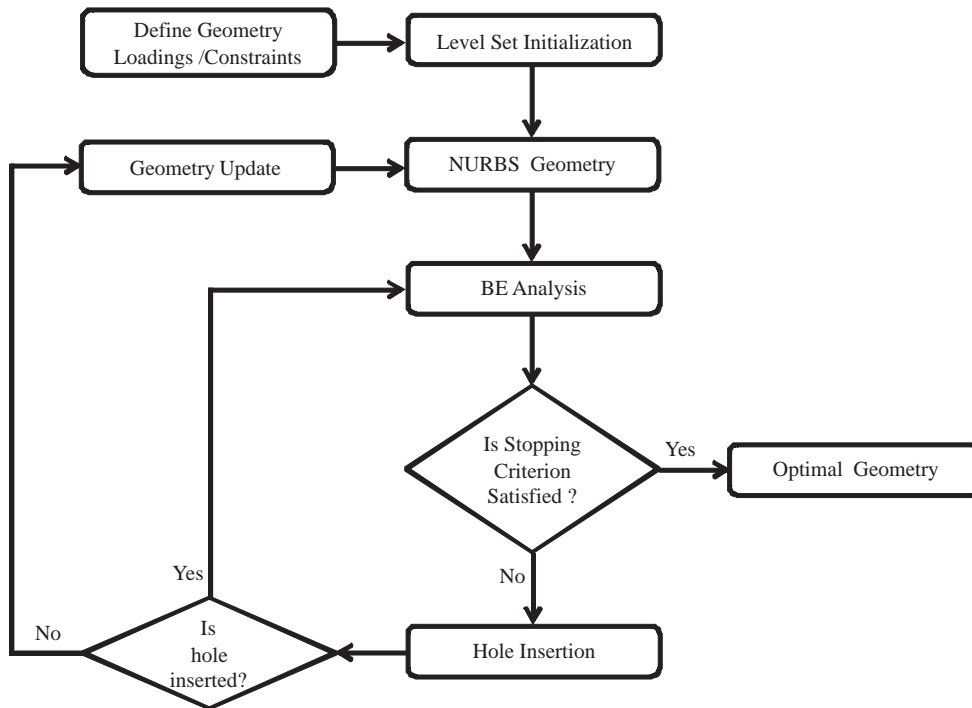 Define Geometry
Loadings /Constraints
Level Set Initialization
Geometry Update
NURBS Geometry
BE Analysis
Is Stopping
Criterion
Satisfied ?
Yes
Optimal Geometry
No
Hole Insertion
Is
hole
inserted?
Yes
No